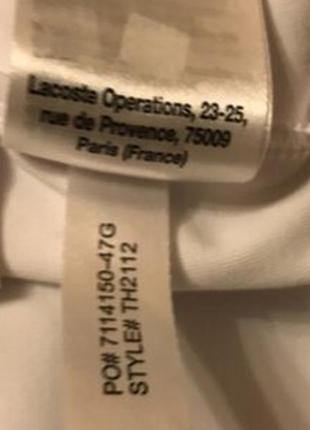 Lacoste Operations, 23-25,
rue de Provence, 75009
Paris (France)
PO# 7114150-47G
STYLE# TH2112